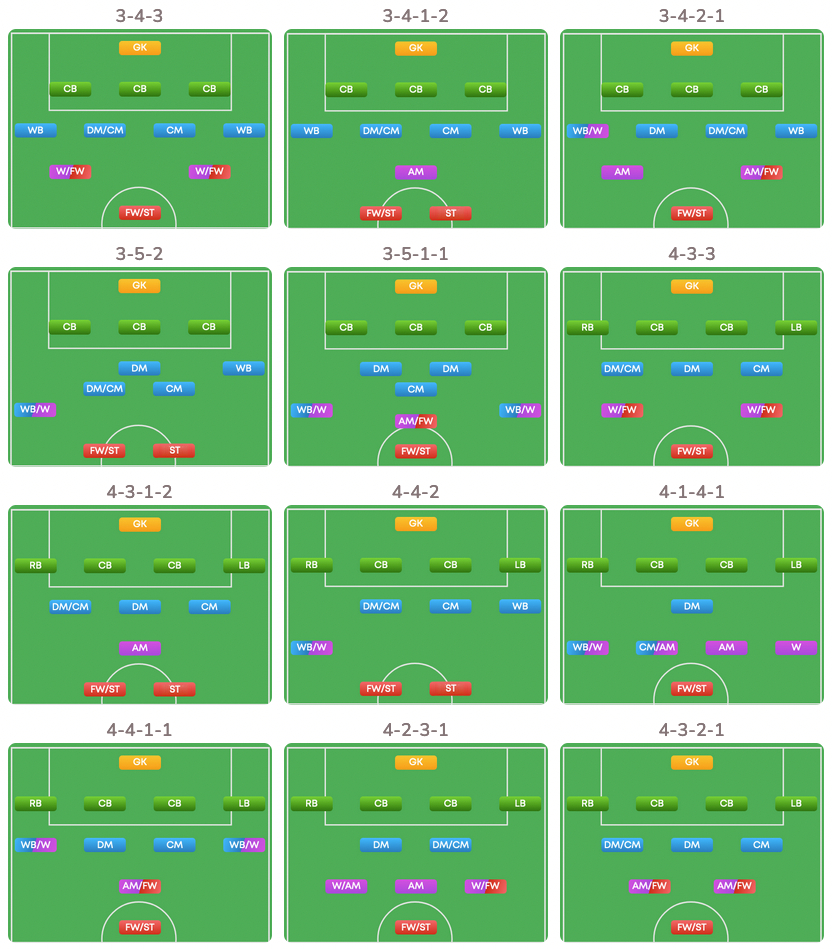 3-4-3 3-4-1-2 3-4-2-1
GK GK GK
CB CB CB CB CB CB CB CB CB
WB DM/CM CM WB WB DM/CM CM WB WB/W DM DM/CM WB
W/FW W/FW AM AM AM/FW
FW/ST FW/ST ST FW/ST
3-5-2 3-5-1-1 4-3-3
GK GK GK
CB CB CB CB CB CB RB CB CB LB
DM WB DM DM DM/CM DM CM
DM/CM CM CM
WB/W WB/W WB/W W/FW W/FW
AM/FW
FW/ST ST FW/ST FW/ST
4-3-1-2 4-4-2 4-1-4-1
GK GK GK
RB CB CB LB RB CB CB LB RB CB CB LB
DM/CM DM CM DM/CM CM WB DM
AM WB/W WB/W CM/AM AM W
FW/ST ST FW/ST ST FW/ST
4-4-1-1 4-2-3-1 4-3-2-1
GK GK GK
RB CB CB LB RB CB CB LB RB CB CB LB
WB/W DM CM WB/W DM DM/CM DM/CM DM CM
AM/FW W/AM AM W/FW AM/FW AM/FW
FW/ST FW/ST FW/ST